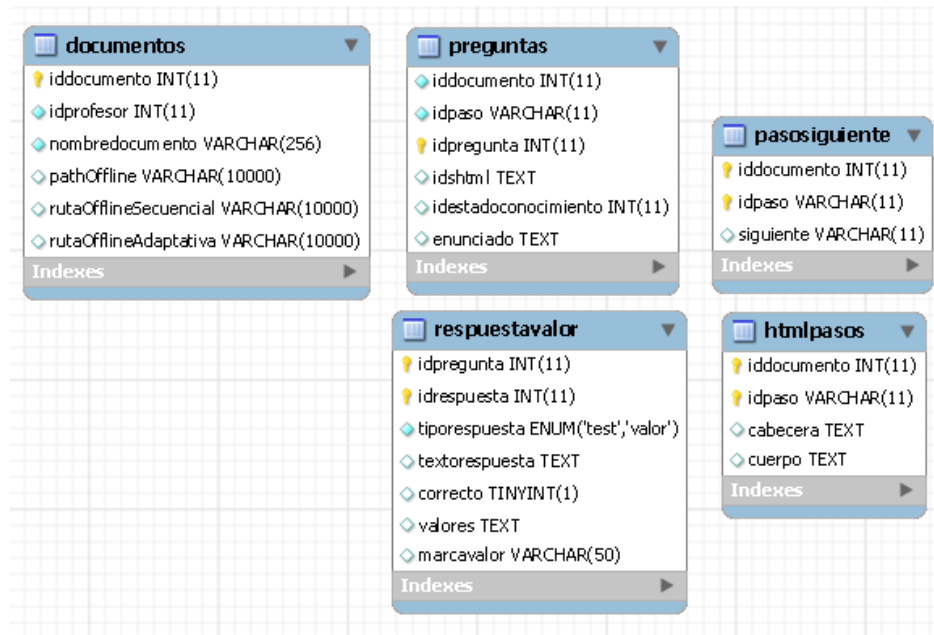 documentos
iddocumento INT(11)
idprofesor INT(11)
nombredocumento VARCHAR(256)
pathOffline VARCHAR(10000)
rutaOfflineSecuencial VARCHAR(10000)
rutaOfflineAdaptativa VARCHAR(10000)
Indexes
preguntas
iddocumento INT(11)
idpaso VARCHAR(11)
idpregunta INT(11)
idshtml TEXT
idestadoconocimiento INT(11)
enunciado TEXT
Indexes
pasosiguiente
iddocumento INT(11)
idpaso VARCHAR(11)
siguiente VARCHAR(11)
Indexes
respuestavalor
idpregunta INT(11)
idrespuesta INT(11)
tiporespuesta ENUM('test','valor')
textorespuesta TEXT
correcto TINYINT(1)
valores TEXT
marcavalor VARCHAR(50)
Indexes
htmlpasos
iddocumento INT(11)
idpaso VARCHAR(11)
cabecera TEXT
cuerpo TEXT
Indexes